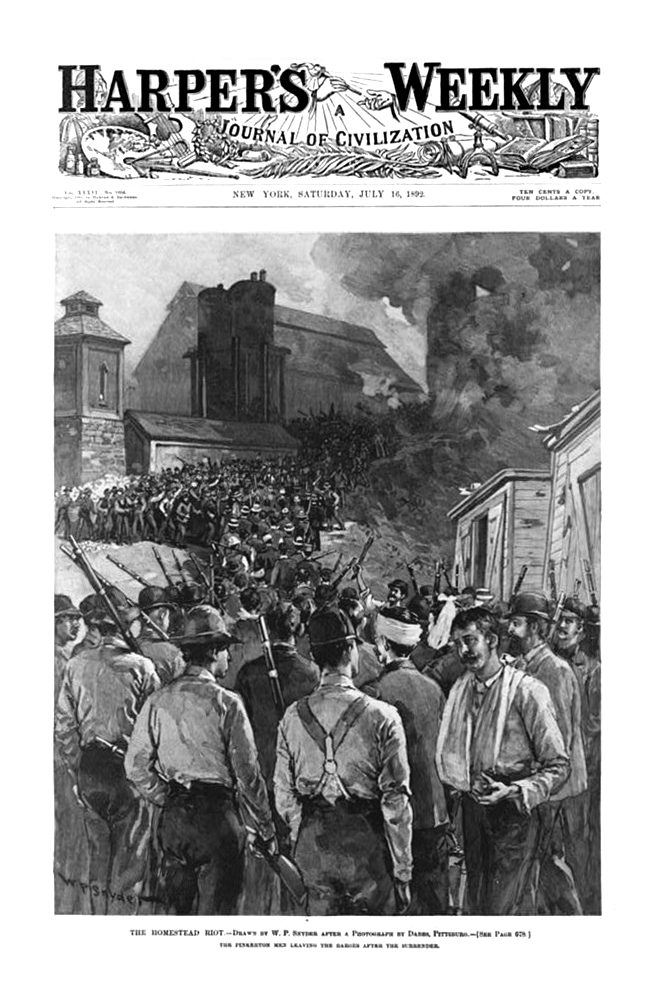 HARPER'S WEEKLY
A
JOURNAL OF CIVILIZATION
NEW YORK, SATURDAY, JULY 16, 1892.
TEN CENTS A COPY.
FOUR DOLLARS A YEAR
W P Snyder
THE HOMESTEAD RIOT.—DRAWN BY W. P. SNYDER AFTER A PHOTOGRAPH BY DABBS, PITTSBURG.—[SEE PAGE 678.]
THE PINKERTON MEN LEAVING THE BARGES AFTER THE SURRENDER.